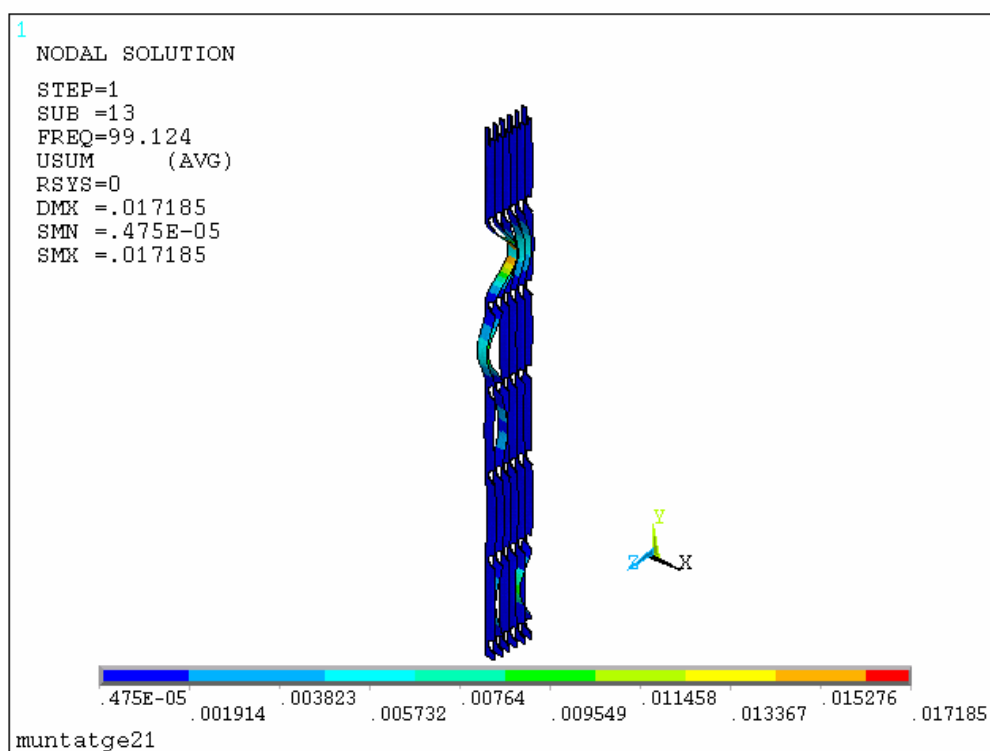 1
NODAL SOLUTION
STEP=1
SUB =13
FREQ=99.124
USUM (AVG)
RSYS=0
DMX =.017185
SMN =.475E-05
SMX =.017185
Y
Z X
.475E-05 .003823 .00764 .011458 .015276
.001914 .005732 .009549 .013367 .017185
muntatge21